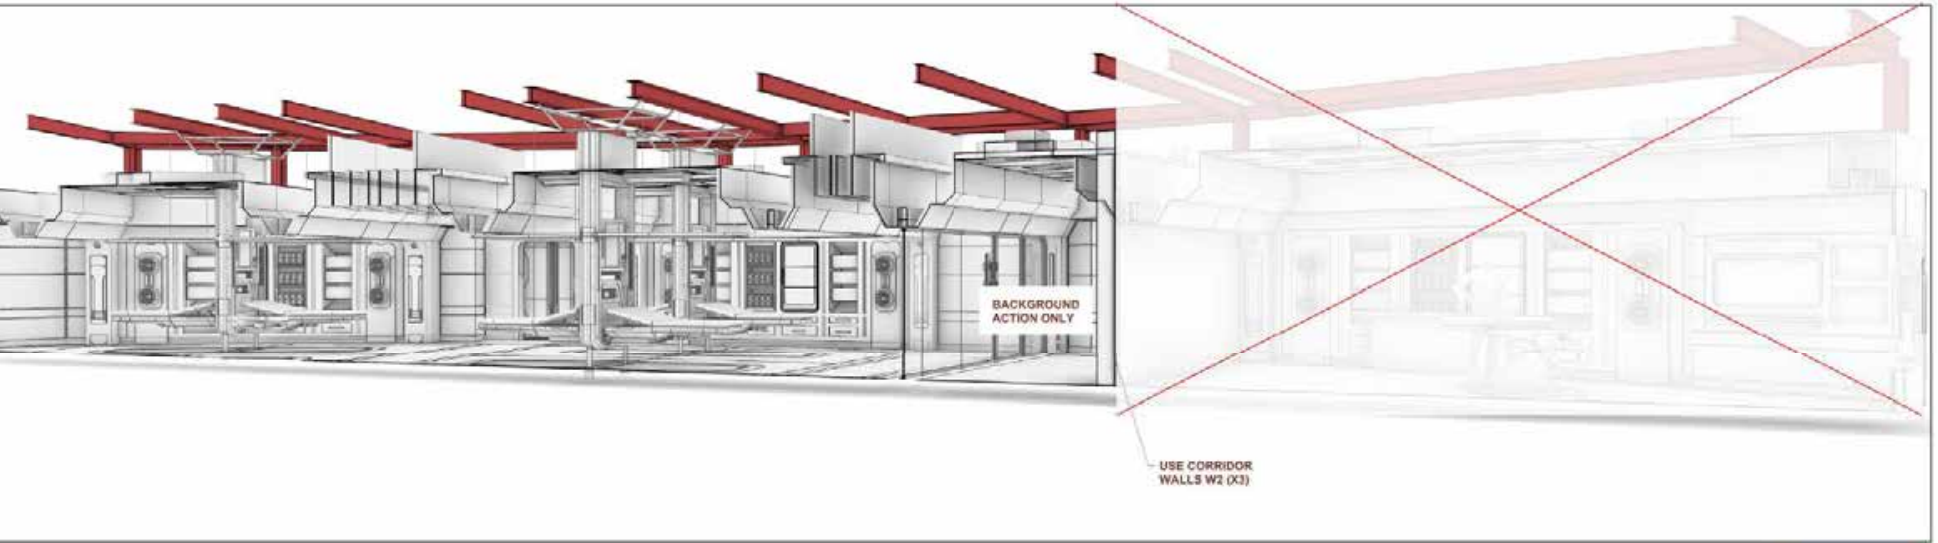 BACKGROUND
ACTION ONLY
USE CORRIDOR
WALLS W2 (X3)